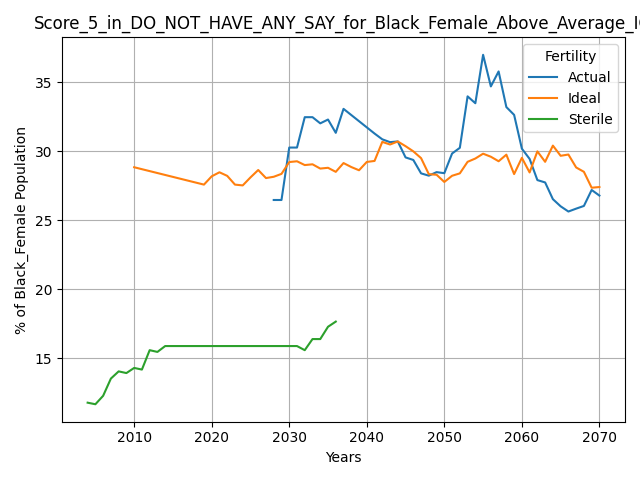 Score_5_in_DO_NOT_HAVE_ANY_SAY_for_Black_Female_Above_Average_I
Fertility
Actual
Ideal
Sterile
35
30
25
20
15
% of Black_Female Population
2010 2020 2030 2040 2050 2060 2070
Years